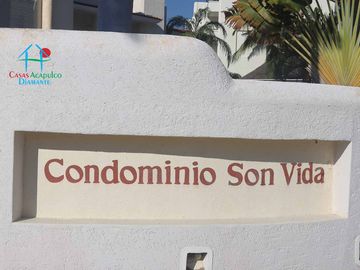 Casas Acapulco
Diamante
Condominio Son Vida